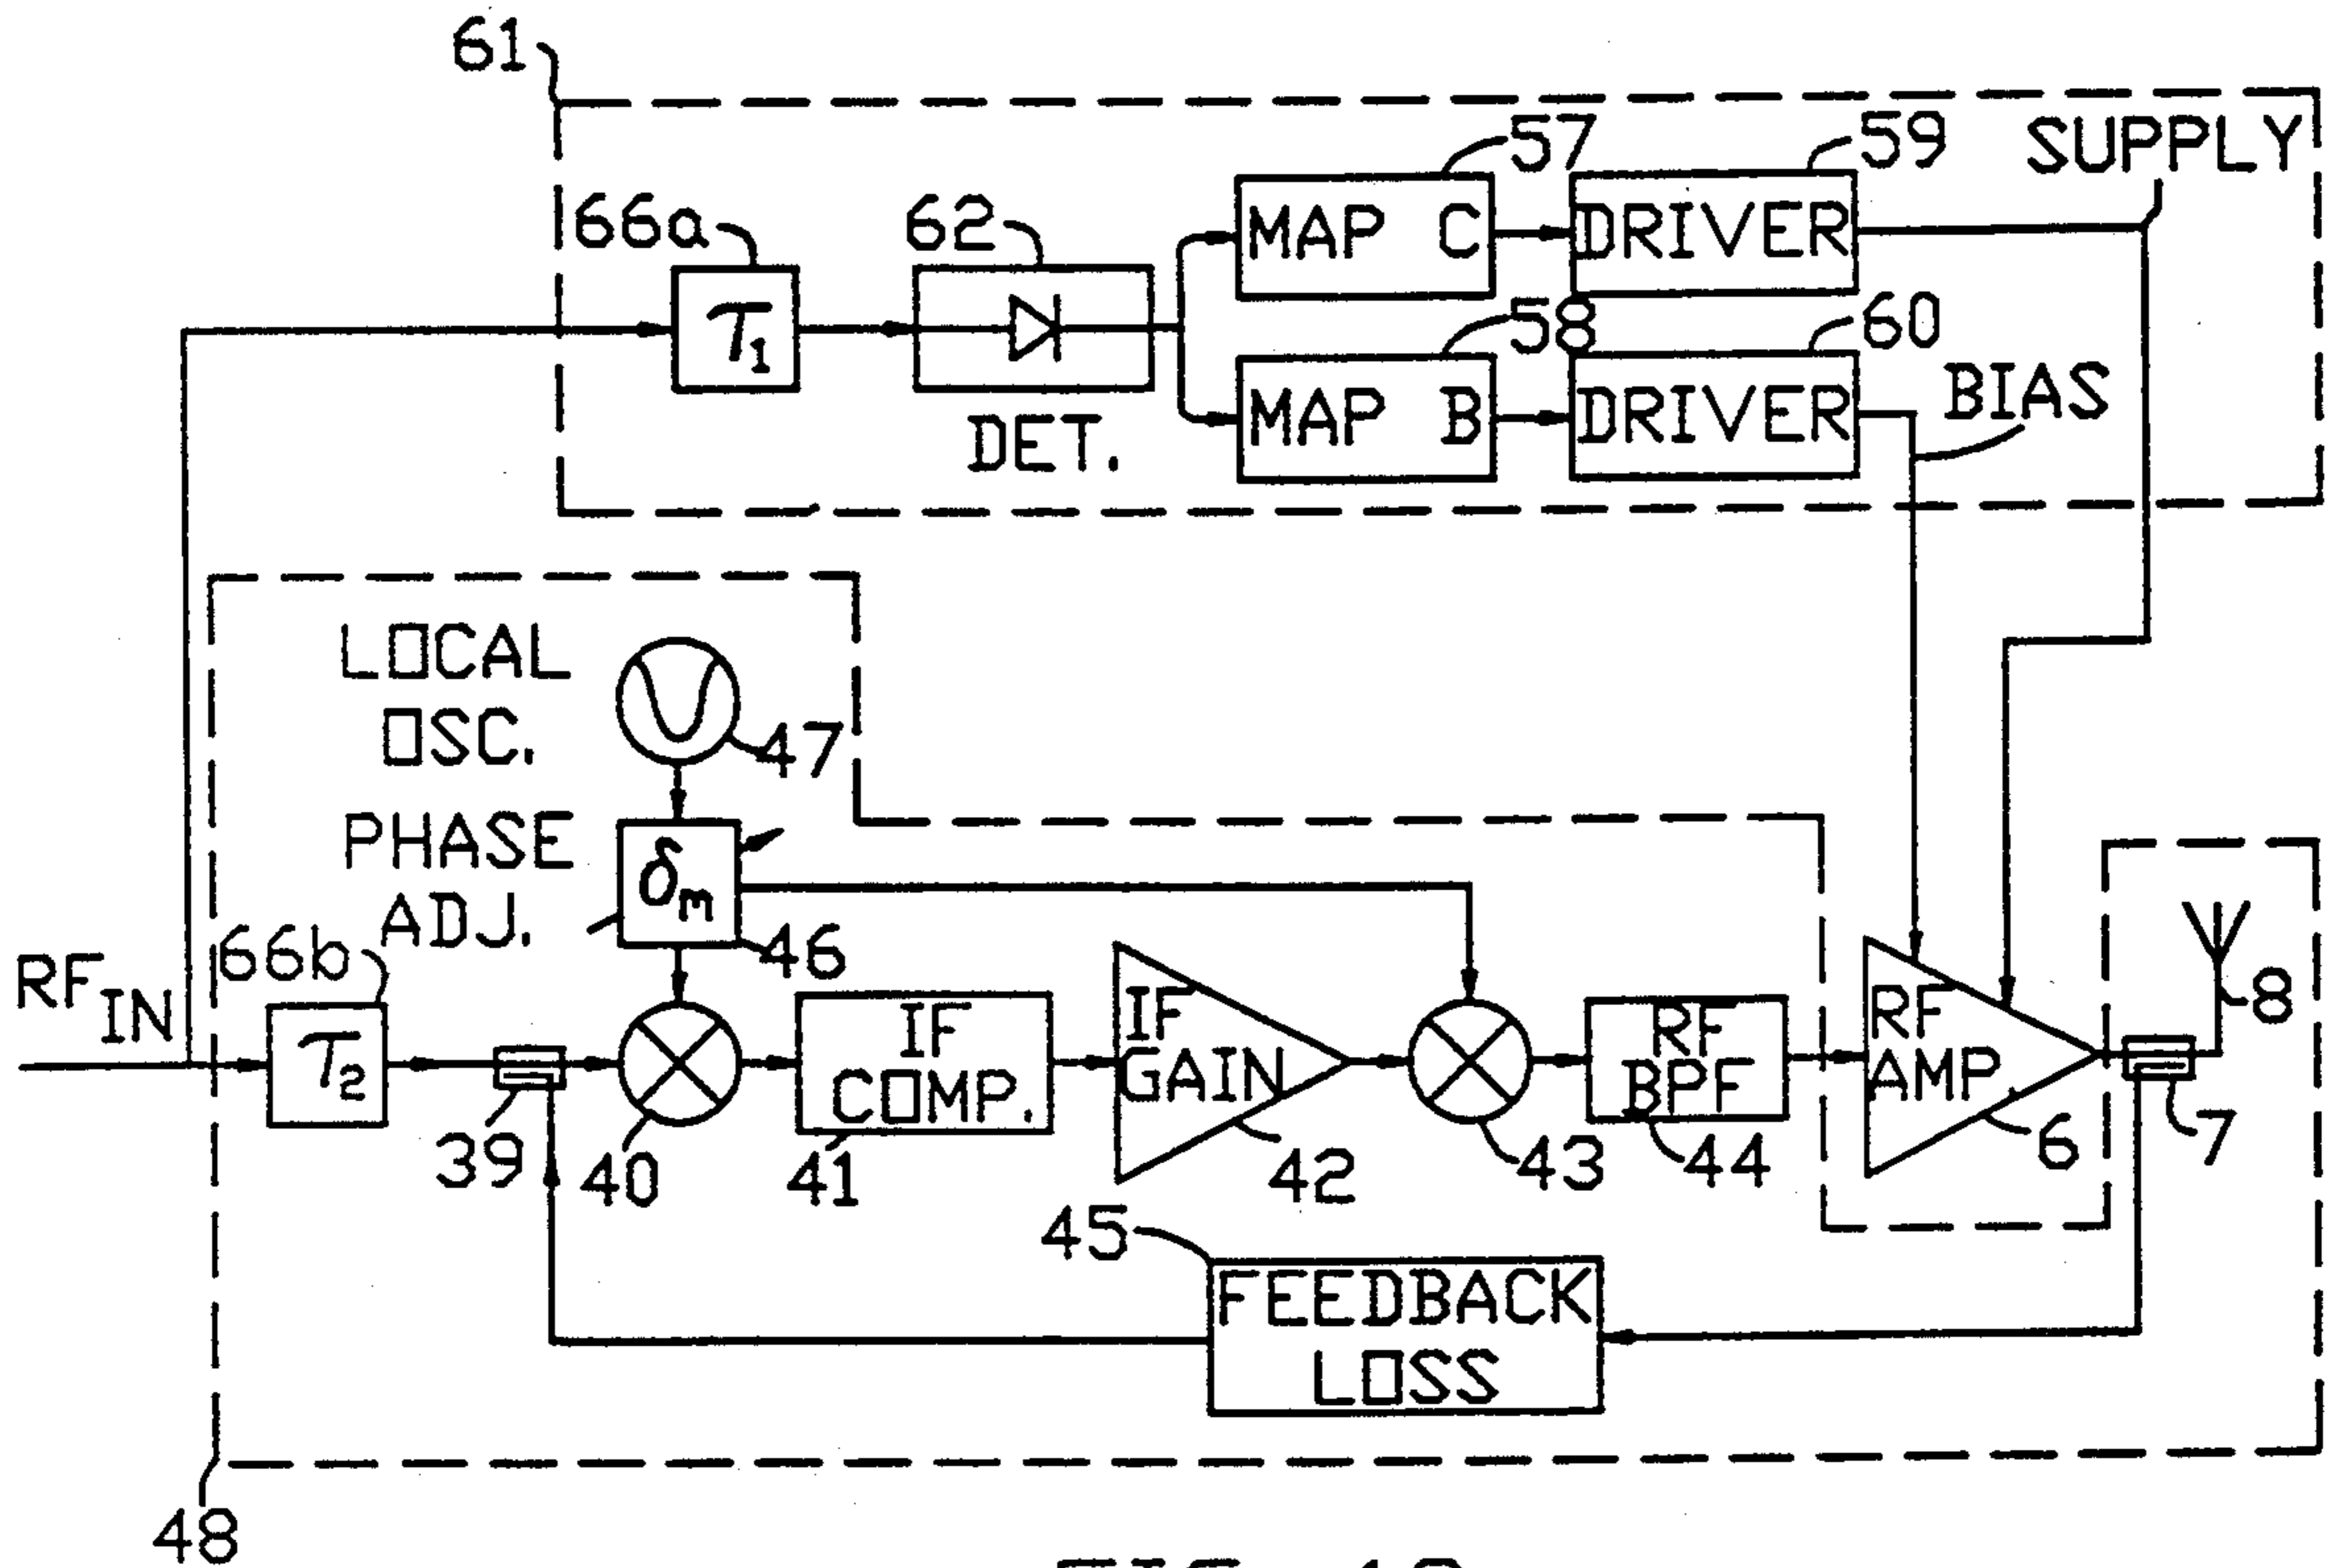 61
57
59
SUPPLY
66a
62
MAP C
DRIVER
τ1
58
60
BIAS
DET.
MAP B
DRIVER
LOCAL
OSC.
47
PHASE
ADJ.
δm
46
66b
RFIN
τ2
IF
COMP.
IF
GAIN
RF
BPF
RF
AMP
8
39
40
41
42
43
44
6
7
45
FEEDBACK
LOSS
48